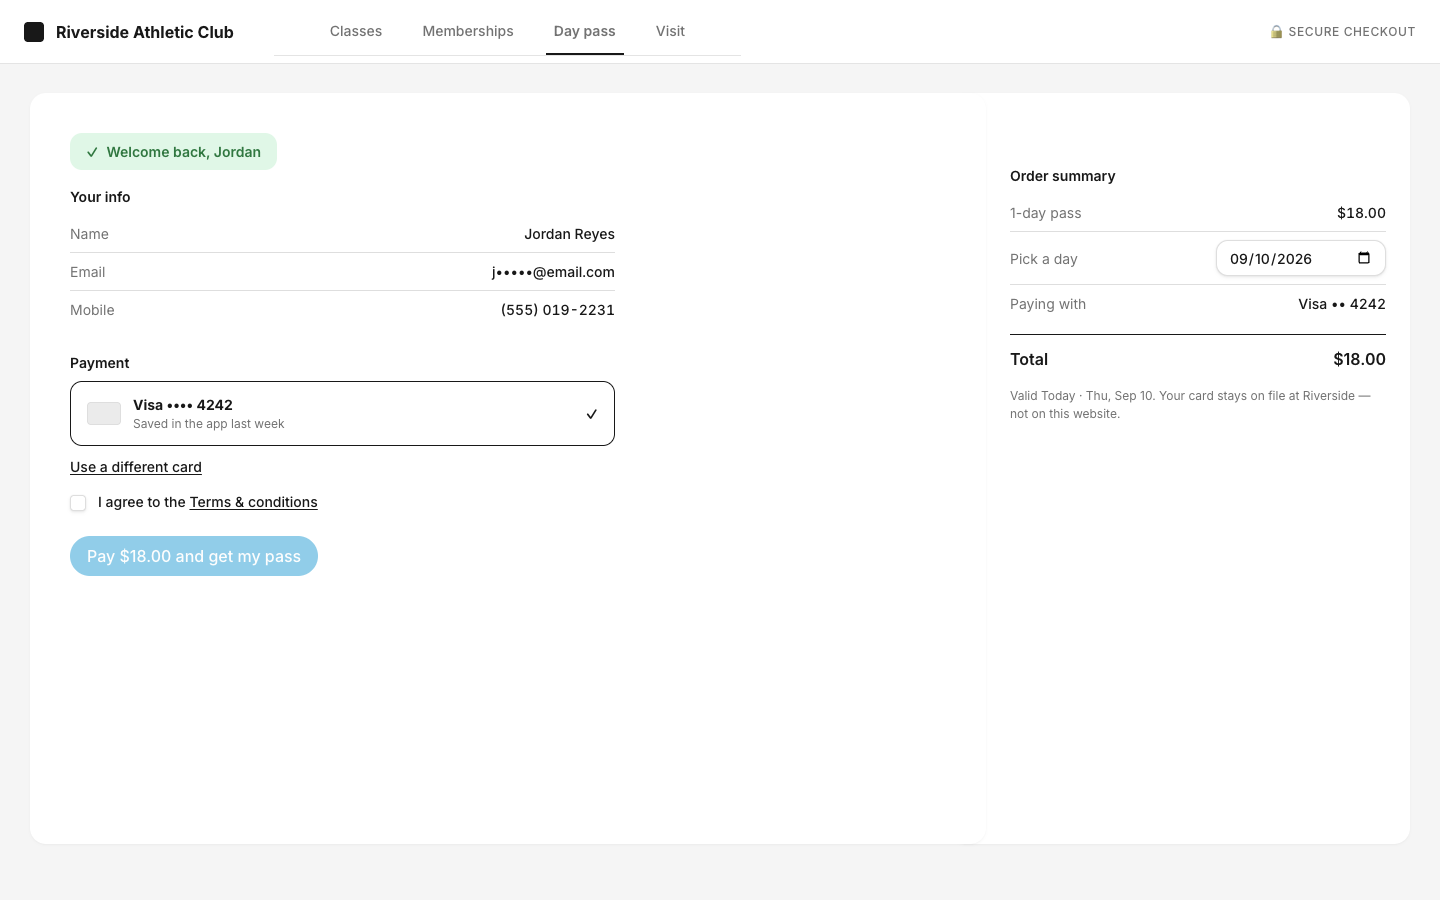 Riverside Athletic Club
Classes Memberships Day pass Visit
SECURE CHECKOUT
Welcome back, Jordan
Your info
Name Jordan Reyes
Email j•••••@email.com
Mobile (555) 019-2231
Payment
Visa •••• 4242
Saved in the app last week
Use a different card
I agree to the Terms & conditions
Pay $18.00 and get my pass
Order summary
1-day pass $18.00
Pick a day 09/10/2026
Paying with Visa •• 4242
Total $18.00
Valid Today · Thu, Sep 10. Your card stays on file at Riverside —
not on this website.